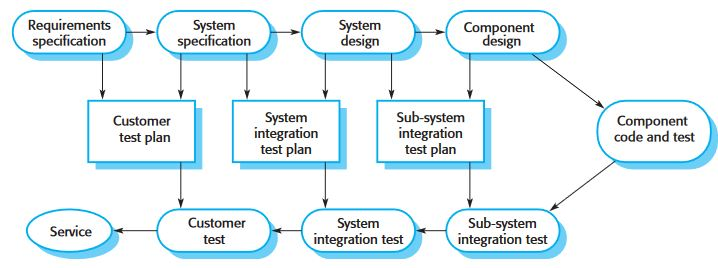 Requirements
specification
System
specification
System
design
Component
design
Customer
test plan
System
integration
test plan
Sub-system
integration
test plan
Component
code and test
Service
Customer
test
System
integration test
Sub-system
integration test